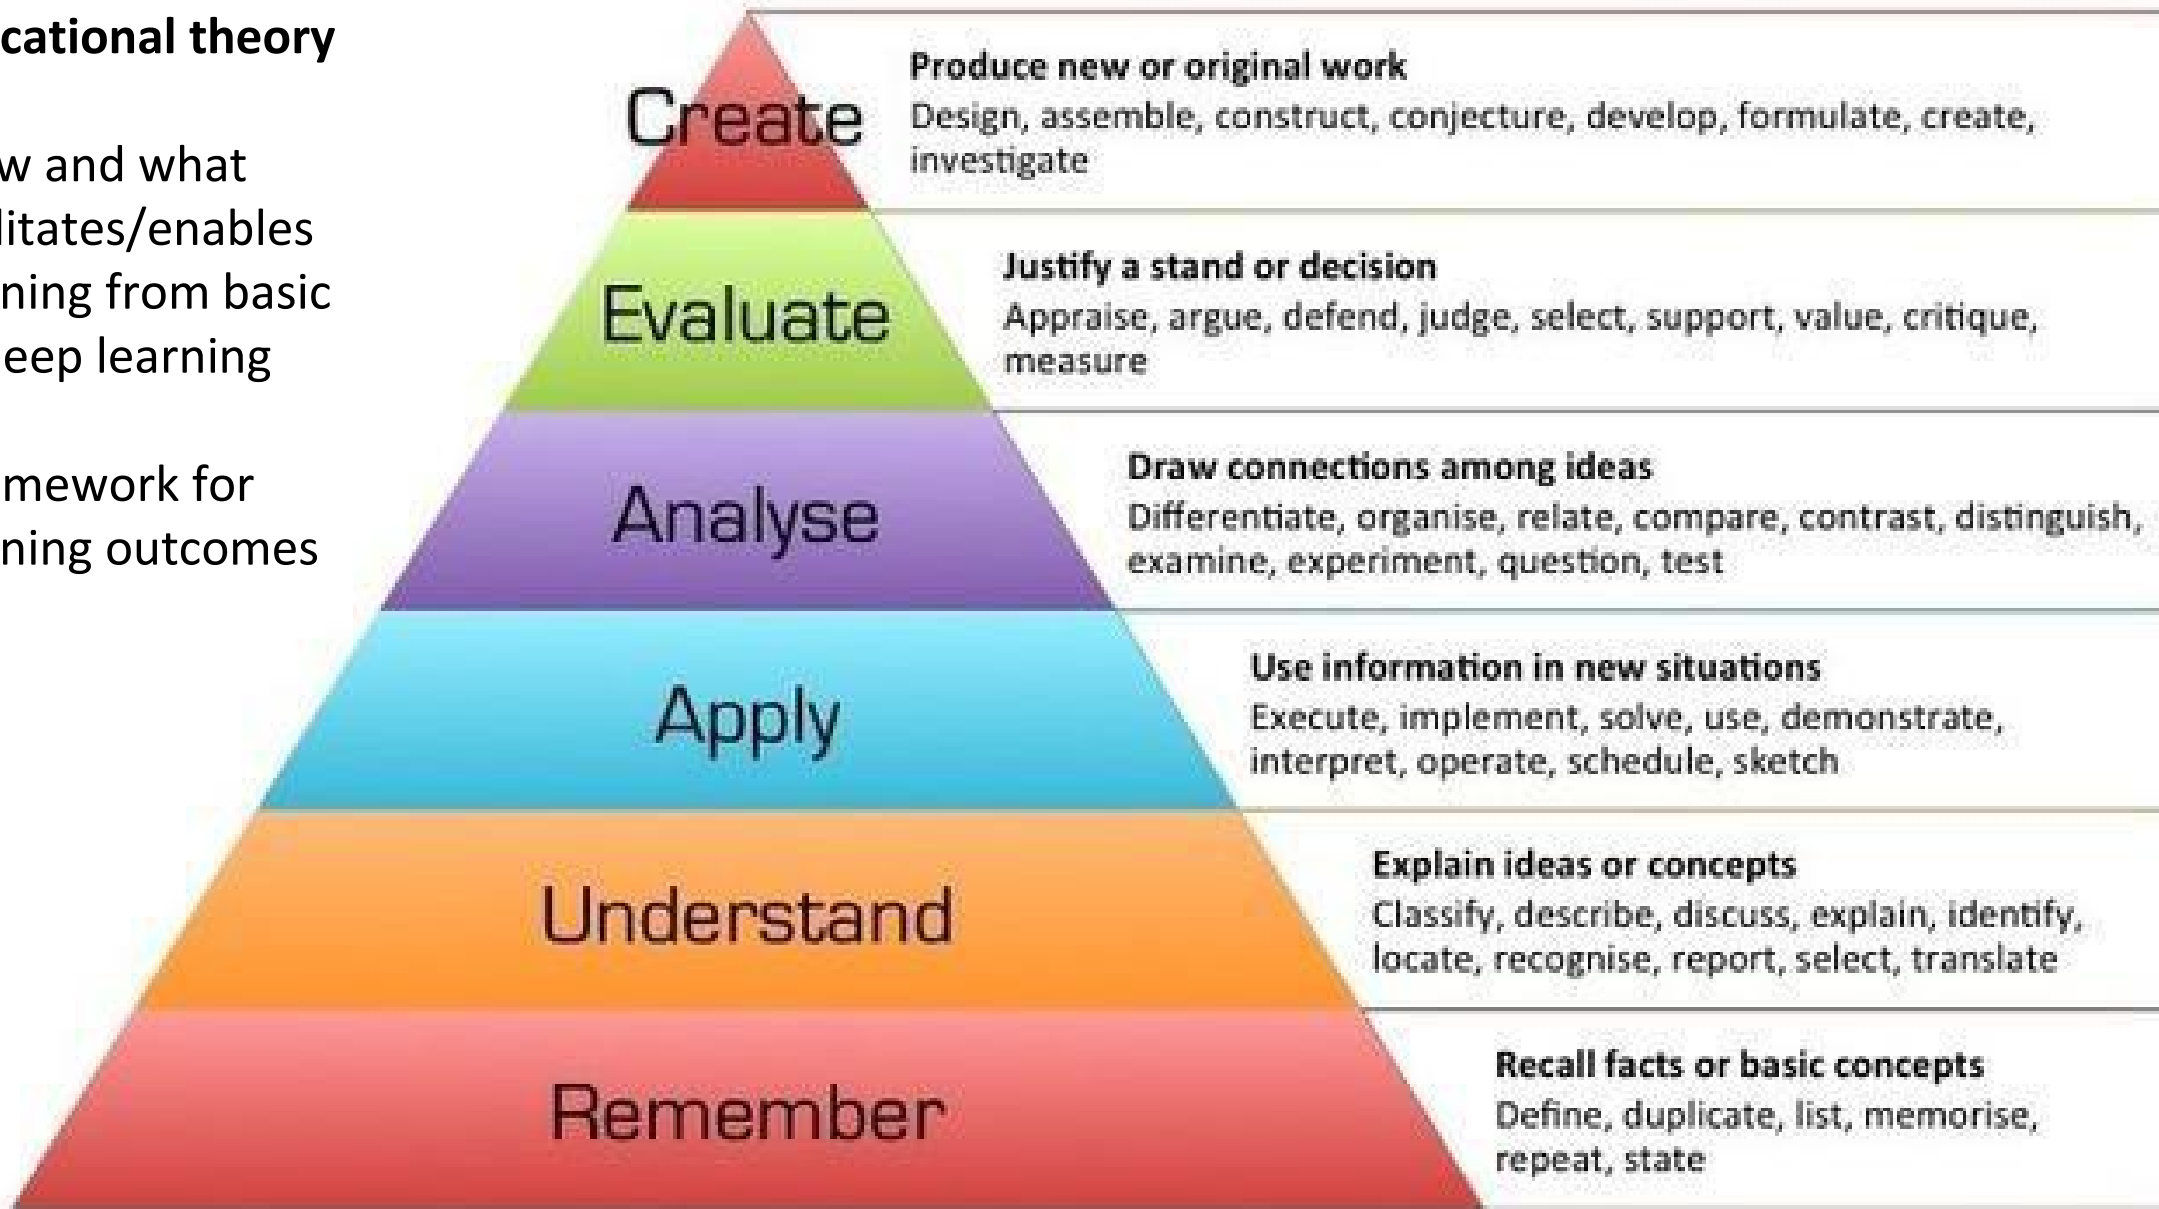 cational theory
w and what
litates/enables
ning from basic
eep learning
mework for
ning outcomes
Create
Produce new or original work
Design, assemble, construct, conjecture, develop, formulate, create,
investigate
Evaluate
Justify a stand or decision
Appraise, argue, defend, judge, select, support, value, critique,
measure
Analyse
Draw connections among ideas
Differentiate, organise, relate, compare, contrast, distinguish,
examine, experiment, question, test
Apply
Use information in new situations
Execute, implement, solve, use, demonstrate,
interpret, operate, schedule, sketch
Understand
Explain ideas or concepts
Classify, describe, discuss, explain, identify,
locate, recognise, report, select, translate
Remember
Recall facts or basic concepts
Define, duplicate, list, memorise,
repeat, state